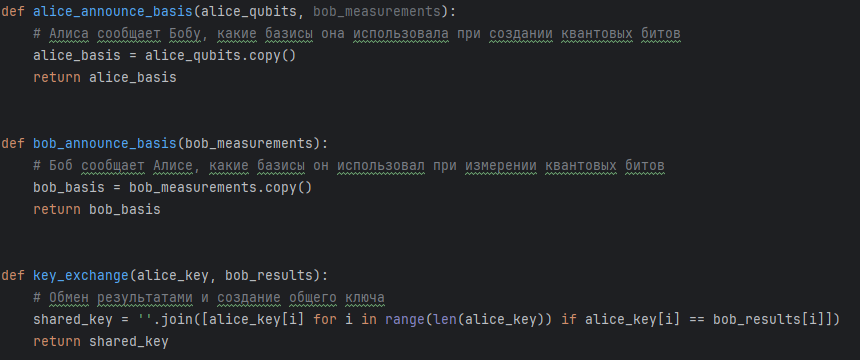 def alice_announce_basis(alice_qubits, bob_measurements):
    # Алиса сообщает Бобу, какие базисы она использовала при создании квантовых битов
    alice_basis = alice_qubits.copy()
    return alice_basis
def bob_announce_basis(bob_measurements):
    # Боб сообщает Алисе, какие базисы он использовал при измерении квантовых битов
    bob_basis = bob_measurements.copy()
    return bob_basis
def key_exchange(alice_key, bob_results):
    # Обмен результатами и создание общего ключа
    shared_key = ''.join([alice_key[i] for i in range(len(alice_key)) if alice_key[i] == bob_results[i]])
    return shared_key